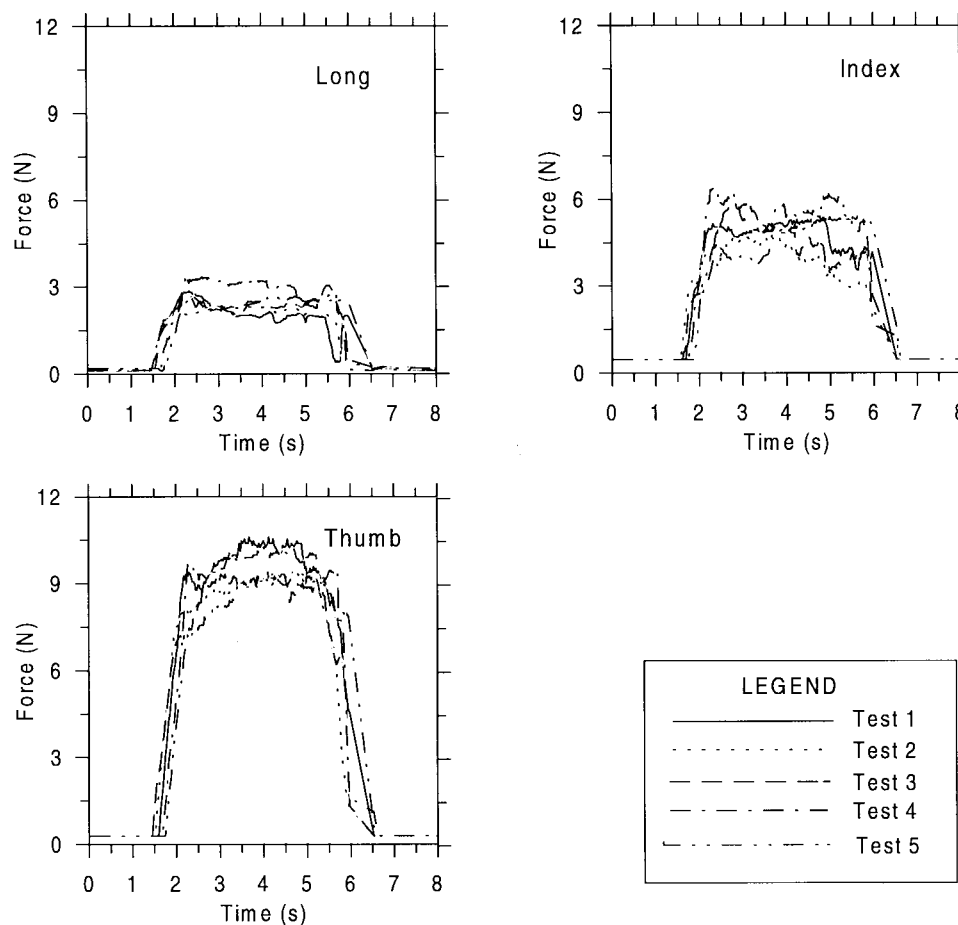 12
9
6
3
0
Force (N)
Long
0 1 2 3 4 5 6 7 8
Time (s)
12
9
6
3
0
Force (N)
Index
0 1 2 3 4 5 6 7 8
Time (s)
12
9
6
3
0
Force (N)
Thumb
0 1 2 3 4 5 6 7 8
Time (s)
LEGEND
Test 1
Test 2
Test 3
Test 4
Test 5